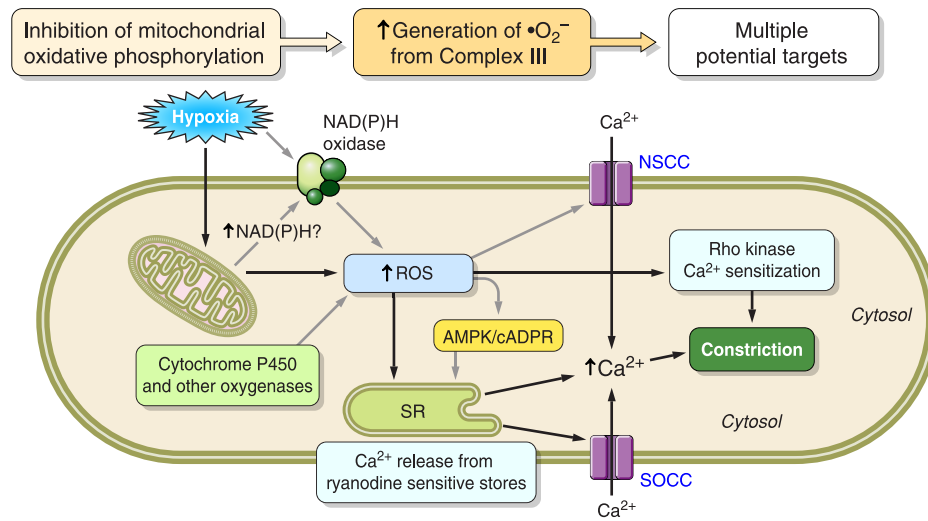 Inhibition of mitochondrial
oxidative phosphorylation
↑Generation of •O₂⁻
from Complex III
Multiple
potential targets
Hypoxia
NAD(P)H
oxidase
Ca²⁺
NSCC
↑NAD(P)H?
↑ROS
Rho kinase
Ca²⁺ sensitization
AMPK/cADPR
Cytosol
Cytochrome P450
and other oxygenases
↑Ca²⁺
Constriction
SR
Cytosol
Ca²⁺ release from
ryanodine sensitive stores
SOCC
Ca²⁺